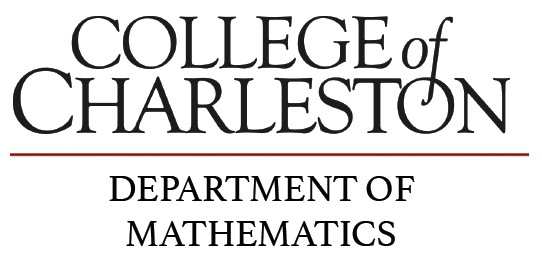 COLLEGE of
CHARLESTON
DEPARTMENT OF
MATHEMATICS